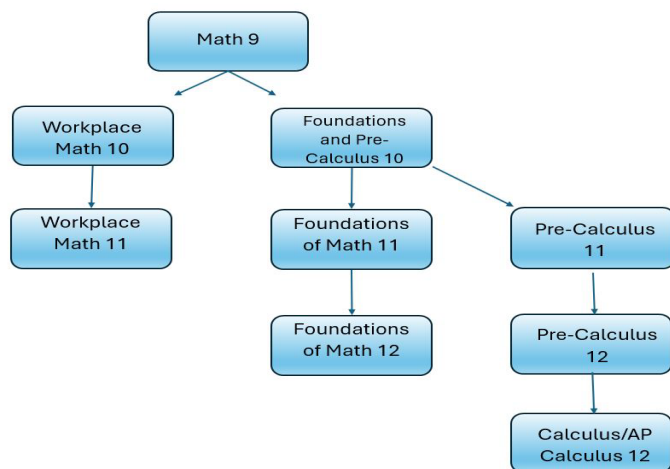 Math 9
Workplace
Math 10
Foundations
and Pre-
Calculus 10
Workplace
Math 11
Foundations
of Math 11
Pre-Calculus
11
Foundations
of Math 12
Pre-Calculus
12
Calculus/AP
Calculus 12